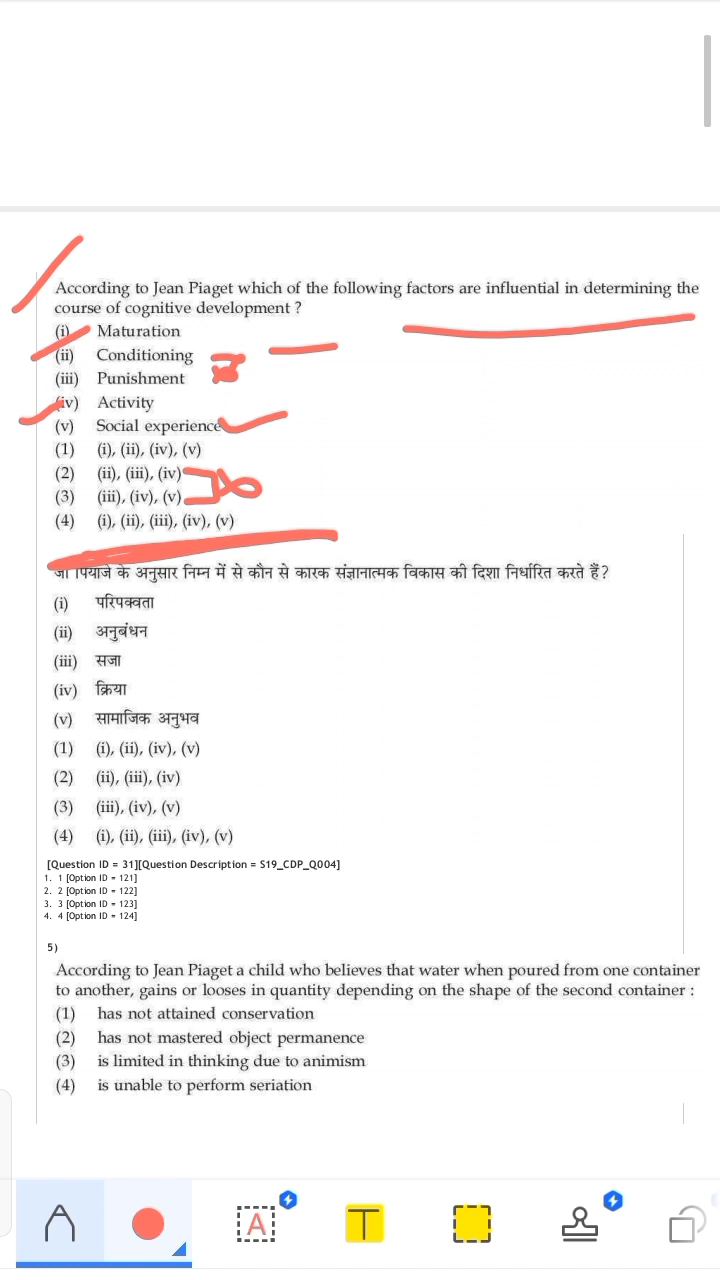 According to Jean Piaget which of the following factors are influential in determining the
course of cognitive development ?
(i) Maturation
(ii) Conditioning
(iii) Punishment
(iv) Activity
(v) Social experience
(1) (i), (ii), (iv), (v)
(2) (ii), (iii), (iv)
(3) (iii), (iv), (v)
(4) (i), (ii), (iii), (iv), (v)
जाँ पियाजे के अनुसार निम्न में से कौन से कारक संज्ञानात्मक विकास की दिशा निर्धारित करते हैं?
(i) परिपक्वता
(ii) अनुबंधन
(iii) सजा
(iv) क्रिया
(v) सामाजिक अनुभव
(1) (i), (ii), (iv), (v)
(2) (ii), (iii), (iv)
(3) (iii), (iv), (v)
(4) (i), (ii), (iii), (iv), (v)
[Question ID = 31][Question Description = S19_CDP_Q004]
1. 1 [Option ID = 121]
2. 2 [Option ID = 122]
3. 3 [Option ID = 123]
4. 4 [Option ID = 124]
5)
According to Jean Piaget a child who believes that water when poured from one container
to another, gains or looses in quantity depending on the shape of the second container :
(1) has not attained conservation
(2) has not mastered object permanence
(3) is limited in thinking due to animism
(4) is unable to perform seriation
A
T